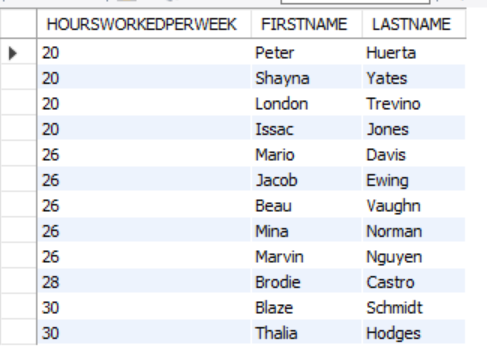 HOURSWORKEDPERWEEK FIRSTNAME LASTNAME
20 Peter Huerta
20 Shayna Yates
20 London Trevino
20 Issac Jones
26 Mario Davis
26 Jacob Ewing
26 Beau Vaughn
26 Mina Norman
26 Marvin Nguyen
28 Brodie Castro
30 Blaze Schmidt
30 Thalia Hodges